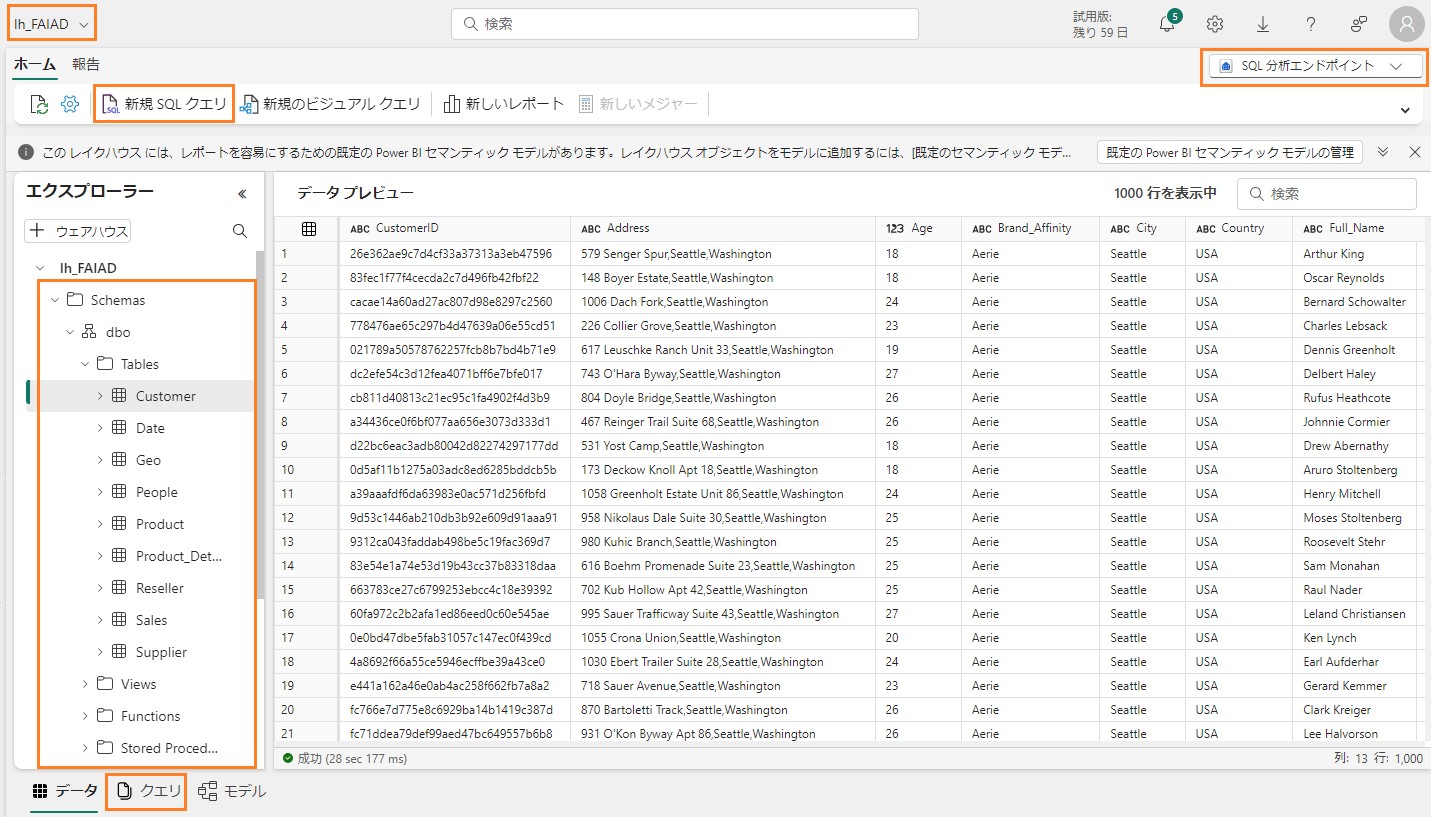 lh_FAIAD
検索
試用版:
残り 59 日
5
ホーム 報告
SQL 分析エンドポイント
新規 SQL クエリ 新規のビジュアル クエリ 新しいレポート 新しいメジャー
この レイクハウス には、レポートを容易にするための既定の Power BI セマンティック モデルがあります。レイクハウス オブジェクトをモデルに追加するには、[既定のセマンティック モデ... 既定の Power BI セマンティック モデルの管理
エクスプローラー
ウェアハウス
lh_FAIAD
Schemas
dbo
Tables
Customer
Date
Geo
People
Product
Product_Det...
Reseller
Sales
Supplier
Views
Functions
Stored Proced...
データ プレビュー 1000 行を表示中 検索
ABC CustomerID ABC Address 123 Age ABC Brand_Affinity ABC City ABC Country ABC Full_Name
1 26e362ae9c7d4cf33a37313a3eb47596 579 Senger Spur,Seattle,Washington 18 Aerie Seattle USA Arthur King
2 83fec1f77f4cecda2c7d496fb42fbf22 148 Boyer Estate,Seattle,Washington 18 Aerie Seattle USA Oscar Reynolds
3 cacae14a60ad27ac807d98e8297c2560 1006 Dach Fork,Seattle,Washington 24 Aerie Seattle USA Bernard Schowalter
4 778476ae65c297b4d47639a06e55cd51 226 Collier Grove,Seattle,Washington 23 Aerie Seattle USA Charles Lebsack
5 021789a50578762257fcb8b7bd4b71e9 617 Leuschke Ranch Unit 33,Seattle,Washington 19 Aerie Seattle USA Dennis Greenholt
6 dc2efe54c3d12fea4071bff6e7bfe017 743 O'Hara Byway,Seattle,Washington 27 Aerie Seattle USA Delbert Haley
7 cb811d40813c21ec95c1fa4902f4d3b9 804 Doyle Bridge,Seattle,Washington 26 Aerie Seattle USA Rufus Heathcote
8 a34436ce0f6bf077aa656e3073d333d1 467 Reinger Trail Suite 68,Seattle,Washington 26 Aerie Seattle USA Johnnie Cormier
9 d22bc6eac3adb80042d82274297177dd 531 Yost Camp,Seattle,Washington 18 Aerie Seattle USA Drew Abernathy
10 0d5af11b1275a03adc8ed6285bddcb5b 173 Deckow Knoll Apt 18,Seattle,Washington 18 Aerie Seattle USA Aruro Stoltenberg
11 a39aaafdf6da63983e0ac571d256fbfd 1058 Greenholt Estate Unit 86,Seattle,Washington 24 Aerie Seattle USA Henry Mitchell
12 9d53c1446ab210db3b92e609d91aaa91 958 Nikolaus Dale Suite 30,Seattle,Washington 25 Aerie Seattle USA Moses Stoltenberg
13 9312ca043faddab498be5c19fac369d7 980 Kuhic Branch,Seattle,Washington 25 Aerie Seattle USA Roosevelt Stehr
14 83e54e1a74e53d19b43cc37b83318daa 616 Boehm Promenade Suite 23,Seattle,Washington 25 Aerie Seattle USA Sam Monahan
15 663783ce27c6799253ebcc4c18e39392 702 Kub Hollow Apt 42,Seattle,Washington 25 Aerie Seattle USA Raul Nader
16 60fa972c2b2afa1ed86eed0c60e545ae 995 Sauer Trafficway Suite 43,Seattle,Washington 27 Aerie Seattle USA Leland Christiansen
17 0e0bd47dbe5fab31057c147ec0f439cd 1055 Crona Union,Seattle,Washington 20 Aerie Seattle USA Ken Lynch
18 4a8692f66a55ce5946ecffbe39a43ce0 1030 Ebert Trailer Suite 28,Seattle,Washington 24 Aerie Seattle USA Earl Aufderhar
19 e441a162a46e0ab4ac258f662fb7a8a2 718 Sauer Avenue,Seattle,Washington 23 Aerie Seattle USA Gerard Kemmer
20 fc766e7d775e8c6929ba14b1419c387d 870 Bartoletti Track,Seattle,Washington 26 Aerie Seattle USA Clark Kreiger
21 fc71ddea79def99aed47bc649557b6b8 931 O'Kon Byway Apt 86,Seattle,Washington 26 Aerie Seattle USA Lee Halvorson
成功 (28 sec 177 ms) 列: 13 行: 1,000
データ クエリ モデル